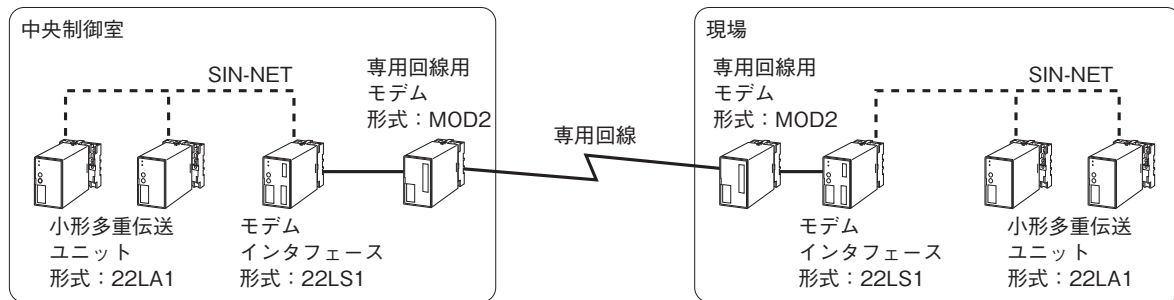 中央制御室
SIN-NET
専用回線用
モデム
形式：MOD2
小形多重伝送
ユニット
形式：22LA1
モデム
インタフェース
形式：22LS1
専用回線
現場
専用回線用
モデム
形式：MOD2
SIN-NET
モデム
インタフェース
形式：22LS1
小形多重伝送
ユニット
形式：22LA1